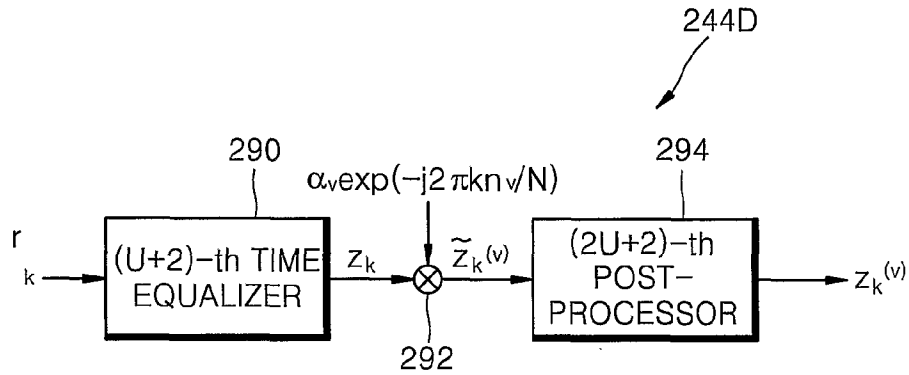 244D
290
294
αᵥexp(-j2πknᵥ/N)
r
k
(U+2)-th TIME
EQUALIZER
zₖ
z̃ₖ⁽ᵛ⁾
(2U+2)-th
POST-
PROCESSOR
zₖ⁽ᵛ⁾
292